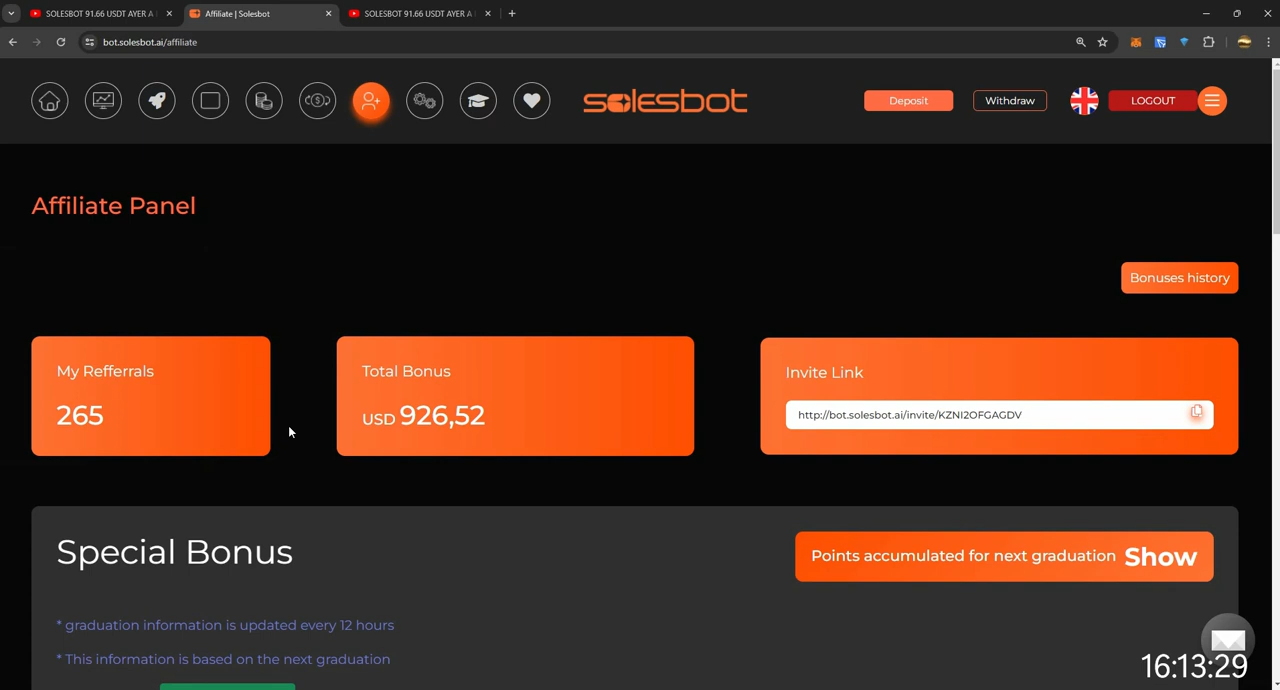 SOLESBOT 91.66 USDT AYER A
Affiliate | Solesbot
SOLESBOT 91.66 USDT AYER A
bot.solesbot.ai/affiliate
solesbot
Deposit
Withdraw
LOGOUT
Affiliate Panel
Bonuses history
My Refferrals
265
Total Bonus
USD 926,52
Invite Link
http://bot.solesbot.ai/invite/KZNI2OFGAGDV
Special Bonus
Points accumulated for next graduation Show
* graduation information is updated every 12 hours
* This information is based on the next graduation
16:13:29